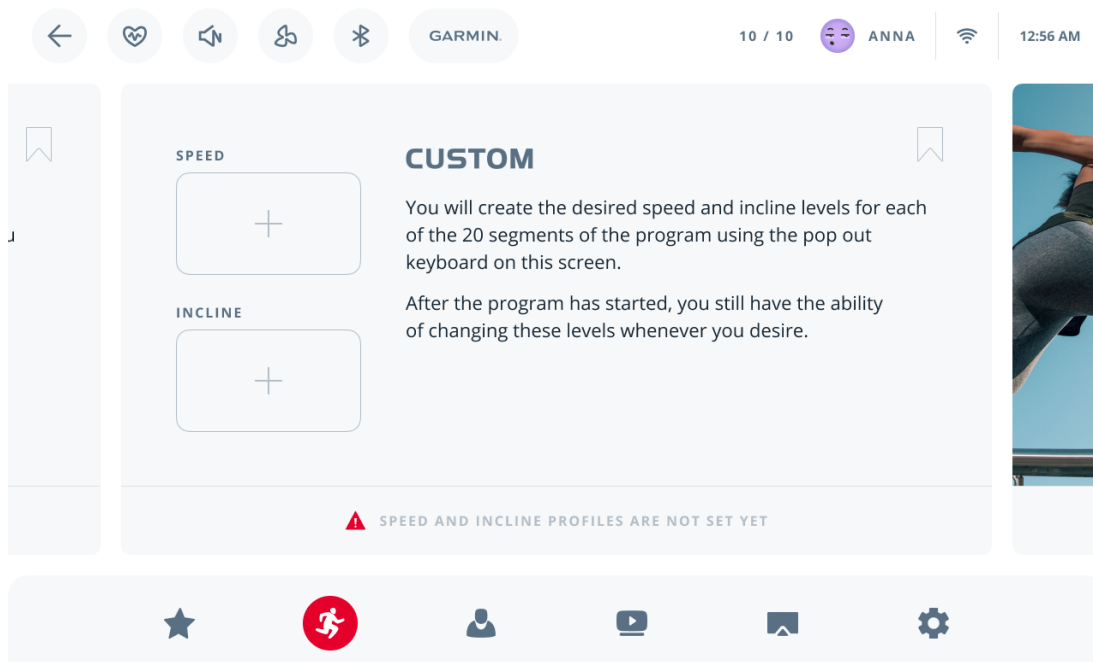 GARMIN.
10 / 10
ANNA
12:56 AM
SPEED
CUSTOM
You will create the desired speed and incline levels for each
of the 20 segments of the program using the pop out
keyboard on this screen.
After the program has started, you still have the ability
of changing these levels whenever you desire.
INCLINE
SPEED AND INCLINE PROFILES ARE NOT SET YET